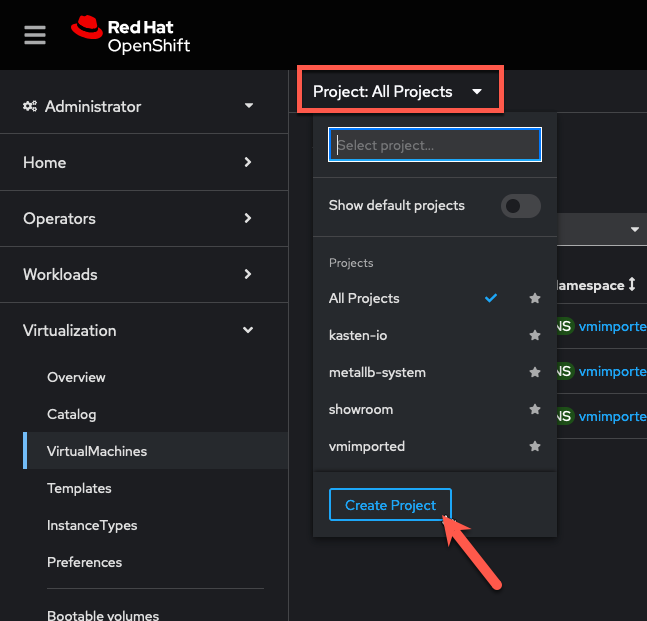 Red Hat
OpenShift
Project: All Projects
Administrator
Home
Operators
Workloads
Virtualization
Overview
Catalog
VirtualMachines
Templates
InstanceTypes
Preferences
Bootable volumes
Select project...
Show default projects
Projects
All Projects
kasten-io
metallb-system
showroom
vmimported
Create Project
amespace
NS vmimporte
NS vmimporte
NS vmimporte